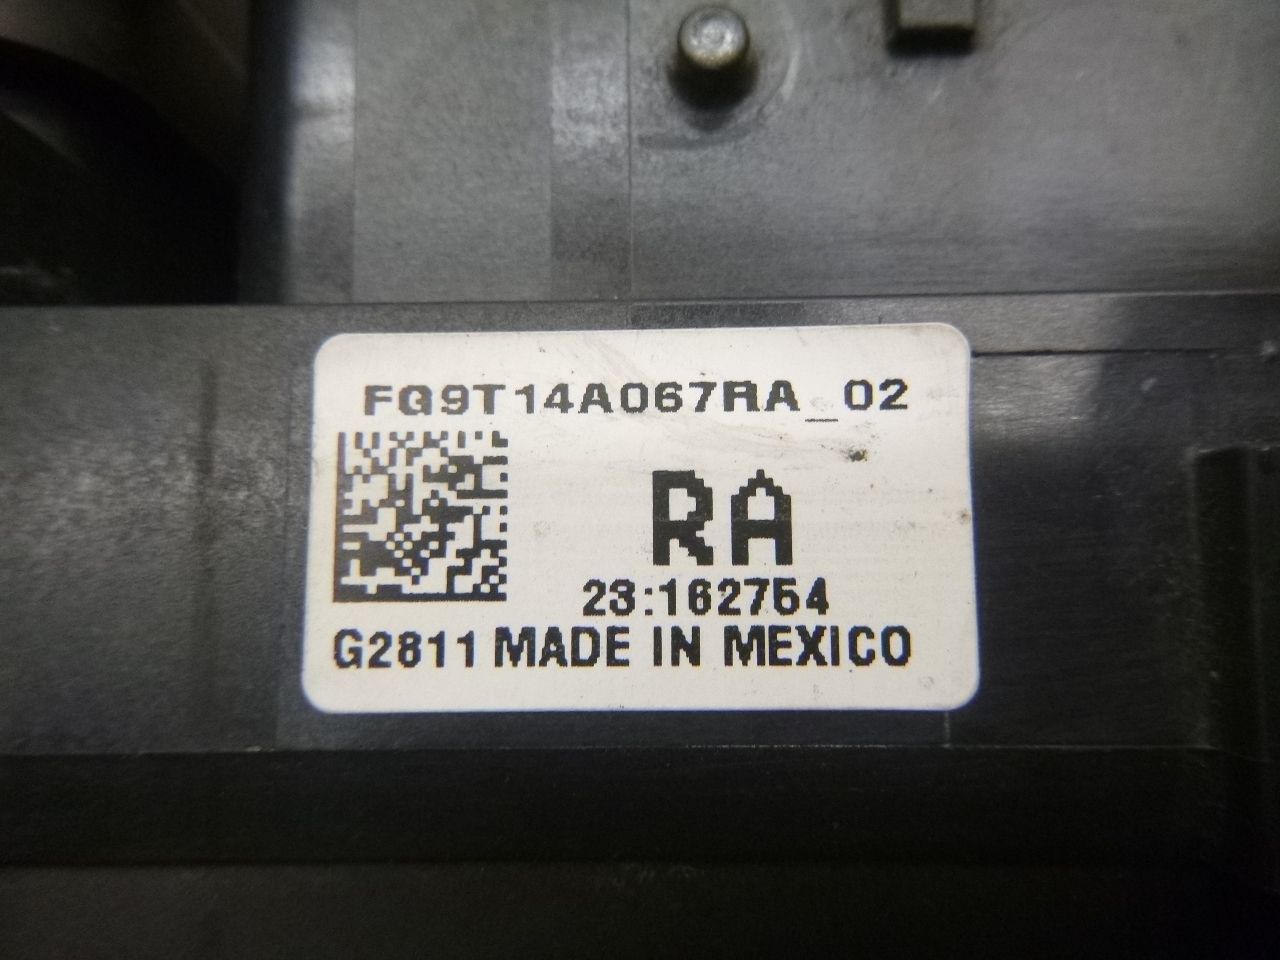 FG9T14A067RA_02
RA
23:162754
G2811 MADE IN MEXICO